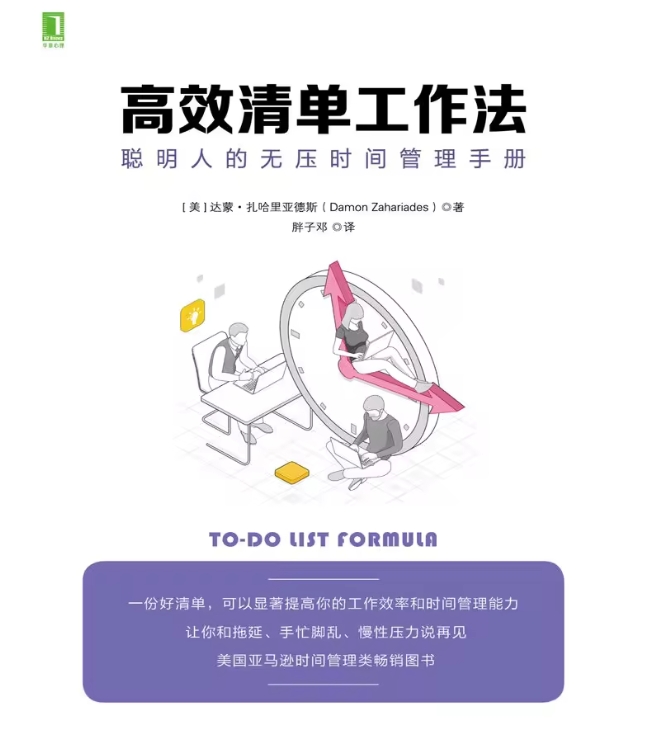 华章心理
高效清单工作法
聪明人的无压时间管理手册
[美]达蒙·扎哈里亚德斯(Damon Zahariades)◎著
胖子邓 ◎译
TO-DO LIST FORMULA
一份好清单，可以显著提高你的工作效率和时间管理能力
让你和拖延、手忙脚乱、慢性压力说再见
美国亚马逊时间管理类畅销图书